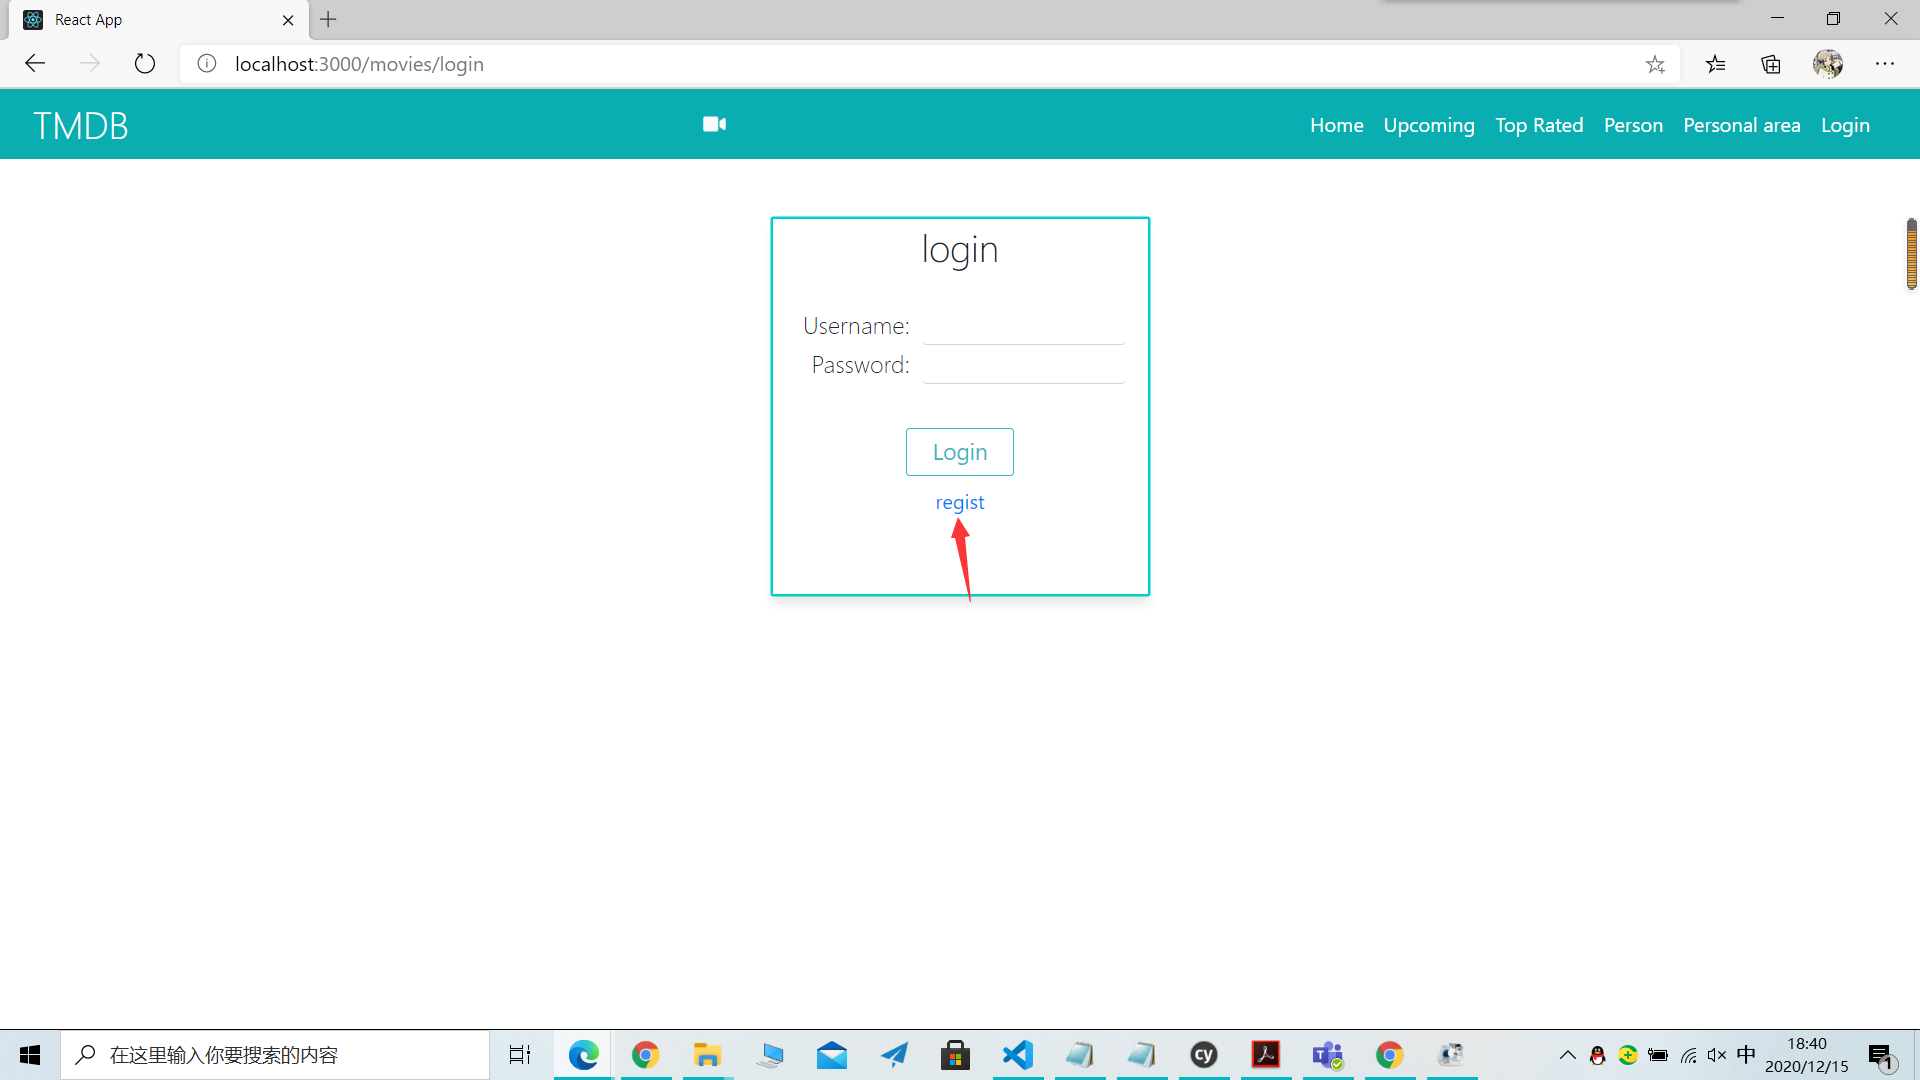 React App
localhost:3000/movies/login
TMDB
Home Upcoming Top Rated Person Personal area Login
login
Username:
Password:
Login
regist
在这里输入你要搜索的内容
cy
中
18:40
2020/12/15
1